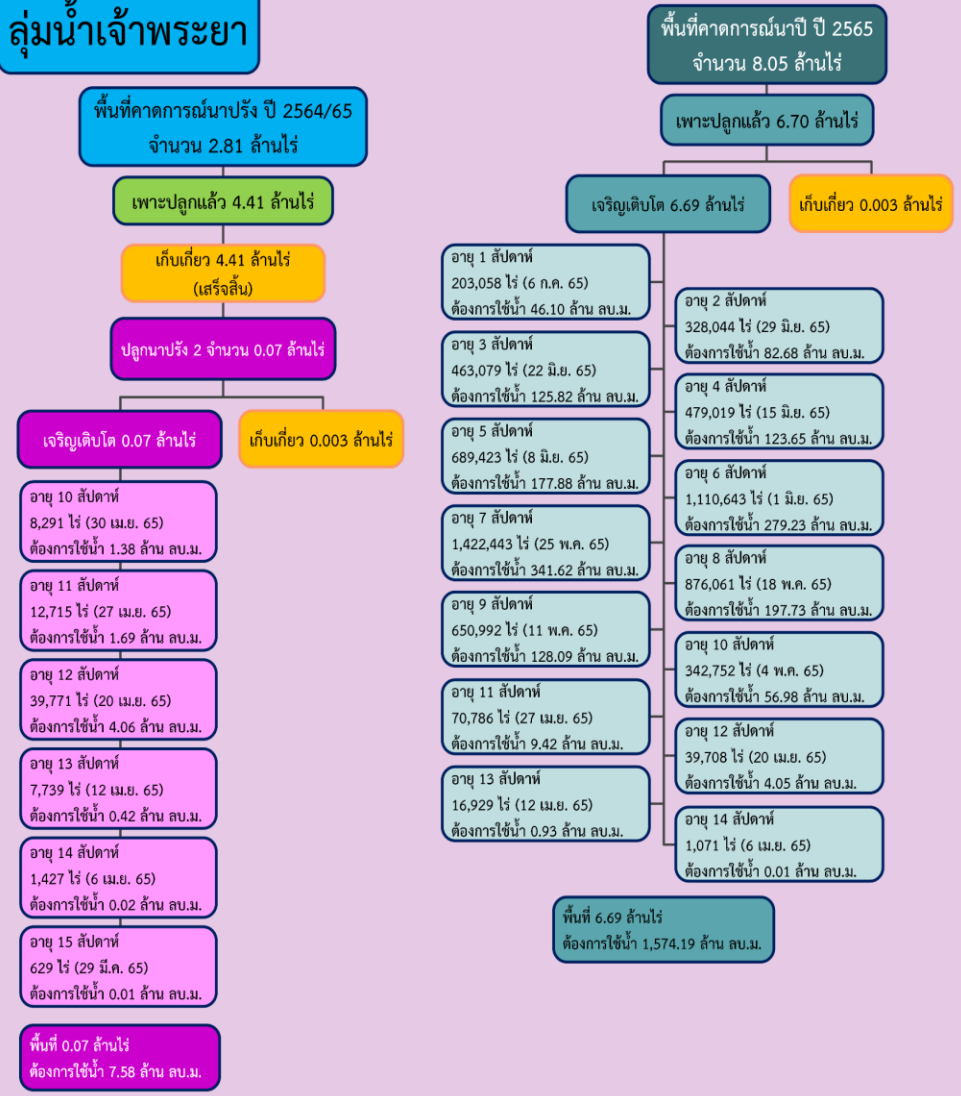 ลุ่มน้ำเจ้าพระยา
พื้นที่คาดการณ์นาปรัง ปี 2564/65
จำนวน 2.81 ล้านไร่
เพาะปลูกแล้ว 4.41 ล้านไร่
เก็บเกี่ยว 4.41 ล้านไร่
(เสร็จสิ้น)
ปลูกนาปรัง 2 จำนวน 0.07 ล้านไร่
เจริญเติบโต 0.07 ล้านไร่
เก็บเกี่ยว 0.003 ล้านไร่
อายุ 10 สัปดาห์
8,291 ไร่ (30 เม.ย. 65)
ต้องการใช้น้ำ 1.38 ล้าน ลบ.ม.
อายุ 11 สัปดาห์
12,715 ไร่ (27 เม.ย. 65)
ต้องการใช้น้ำ 1.69 ล้าน ลบ.ม.
อายุ 12 สัปดาห์
39,771 ไร่ (20 เม.ย. 65)
ต้องการใช้น้ำ 4.06 ล้าน ลบ.ม.
อายุ 13 สัปดาห์
7,739 ไร่ (12 เม.ย. 65)
ต้องการใช้น้ำ 0.42 ล้าน ลบ.ม.
อายุ 14 สัปดาห์
1,427 ไร่ (6 เม.ย. 65)
ต้องการใช้น้ำ 0.02 ล้าน ลบ.ม.
อายุ 15 สัปดาห์
629 ไร่ (29 มี.ค. 65)
ต้องการใช้น้ำ 0.01 ล้าน ลบ.ม.
พื้นที่ 0.07 ล้านไร่
ต้องการใช้น้ำ 7.58 ล้าน ลบ.ม.
พื้นที่คาดการณ์นาปี ปี 2565
จำนวน 8.05 ล้านไร่
เพาะปลูกแล้ว 6.70 ล้านไร่
เจริญเติบโต 6.69 ล้านไร่
เก็บเกี่ยว 0.003 ล้านไร่
อายุ 1 สัปดาห์
203,058 ไร่ (6 ก.ค. 65)
ต้องการใช้น้ำ 46.10 ล้าน ลบ.ม.
อายุ 2 สัปดาห์
328,044 ไร่ (29 มิ.ย. 65)
ต้องการใช้น้ำ 82.68 ล้าน ลบ.ม.
อายุ 3 สัปดาห์
463,079 ไร่ (22 มิ.ย. 65)
ต้องการใช้น้ำ 125.82 ล้าน ลบ.ม.
อายุ 4 สัปดาห์
479,019 ไร่ (15 มิ.ย. 65)
ต้องการใช้น้ำ 123.65 ล้าน ลบ.ม.
อายุ 5 สัปดาห์
689,423 ไร่ (8 มิ.ย. 65)
ต้องการใช้น้ำ 177.88 ล้าน ลบ.ม.
อายุ 6 สัปดาห์
1,110,643 ไร่ (1 มิ.ย. 65)
ต้องการใช้น้ำ 279.23 ล้าน ลบ.ม.
อายุ 7 สัปดาห์
1,422,443 ไร่ (25 พ.ค. 65)
ต้องการใช้น้ำ 341.62 ล้าน ลบ.ม.
อายุ 8 สัปดาห์
876,061 ไร่ (18 พ.ค. 65)
ต้องการใช้น้ำ 197.73 ล้าน ลบ.ม.
อายุ 9 สัปดาห์
650,992 ไร่ (11 พ.ค. 65)
ต้องการใช้น้ำ 128.09 ล้าน ลบ.ม.
อายุ 10 สัปดาห์
342,752 ไร่ (4 พ.ค. 65)
ต้องการใช้น้ำ 56.98 ล้าน ลบ.ม.
อายุ 11 สัปดาห์
70,786 ไร่ (27 เม.ย. 65)
ต้องการใช้น้ำ 9.42 ล้าน ลบ.ม.
อายุ 12 สัปดาห์
39,708 ไร่ (20 เม.ย. 65)
ต้องการใช้น้ำ 4.05 ล้าน ลบ.ม.
อายุ 13 สัปดาห์
16,929 ไร่ (12 เม.ย. 65)
ต้องการใช้น้ำ 0.93 ล้าน ลบ.ม.
อายุ 14 สัปดาห์
1,071 ไร่ (6 เม.ย. 65)
ต้องการใช้น้ำ 0.01 ล้าน ลบ.ม.
พื้นที่ 6.69 ล้านไร่
ต้องการใช้น้ำ 1,574.19 ล้าน ลบ.ม.